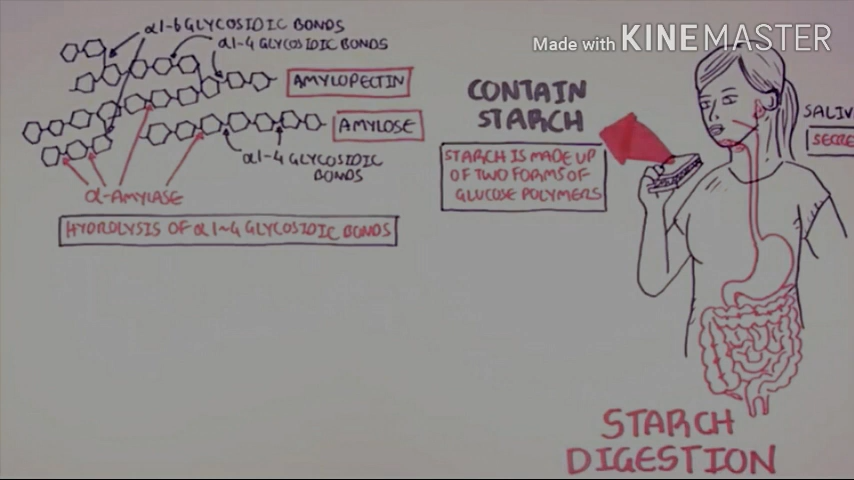 α1-6 GLYCOSIDIC BONDS
α1-4 GLYCOSIDIC BONDS
AMYLOPECTIN
AMYLOSE
α1-4 GLYCOSIDIC
BONDS
α-AMYLASE
HYDROLYSIS OF α1-4 GLYCOSIDIC BONDS
Made with KINEMASTER
CONTAIN
STARCH
STARCH IS MADE UP
OF TWO FORMS OF
GLUCOSE POLYMERS
SALIV
SECRE
STARCH
DIGESTION